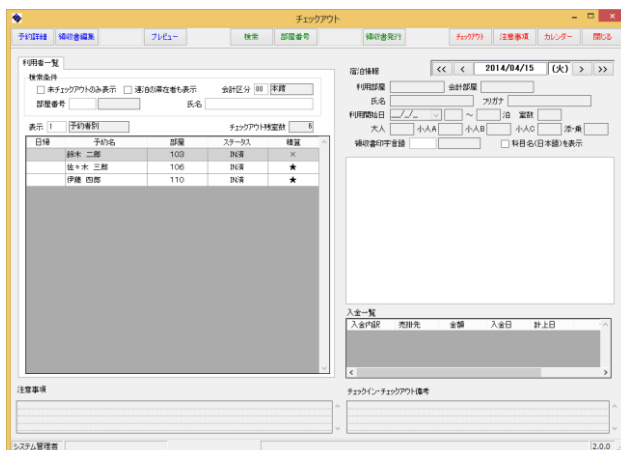 チェックアウト
予約詳細 領収書編集 プレビュー 検索 部屋番号 領収書発行 チェックアウト 注意事項 カレンダー 閉じる
利用者一覧
検索条件
未チェックアウトのみ表示 連泊の滞在者も表示 会計区分 00 本館
部屋番号 氏名
表示 1 予約者別 チェックアウト残室数 6
日帰 予約名 部屋 ステータス 精算
鈴木 二郎 103 IN済 ×
佐々木 三郎 106 IN済 ★
伊藤 四郎 110 IN済 ★
宿泊情報 << < 2014/04/15 (火) > >>
利用部屋 会計部屋
氏名 フリガナ
利用開始日 _/_/_ ～ 泊 室数
大人 小人A 小人B 小人C 添・乗
領収書印字言語 科目名(日本語)を表示
入金一覧
入金内訳 売掛先 金額 入金日 計上日
注意事項
チェックイン・チェックアウト備考
システム管理者 2.0.0